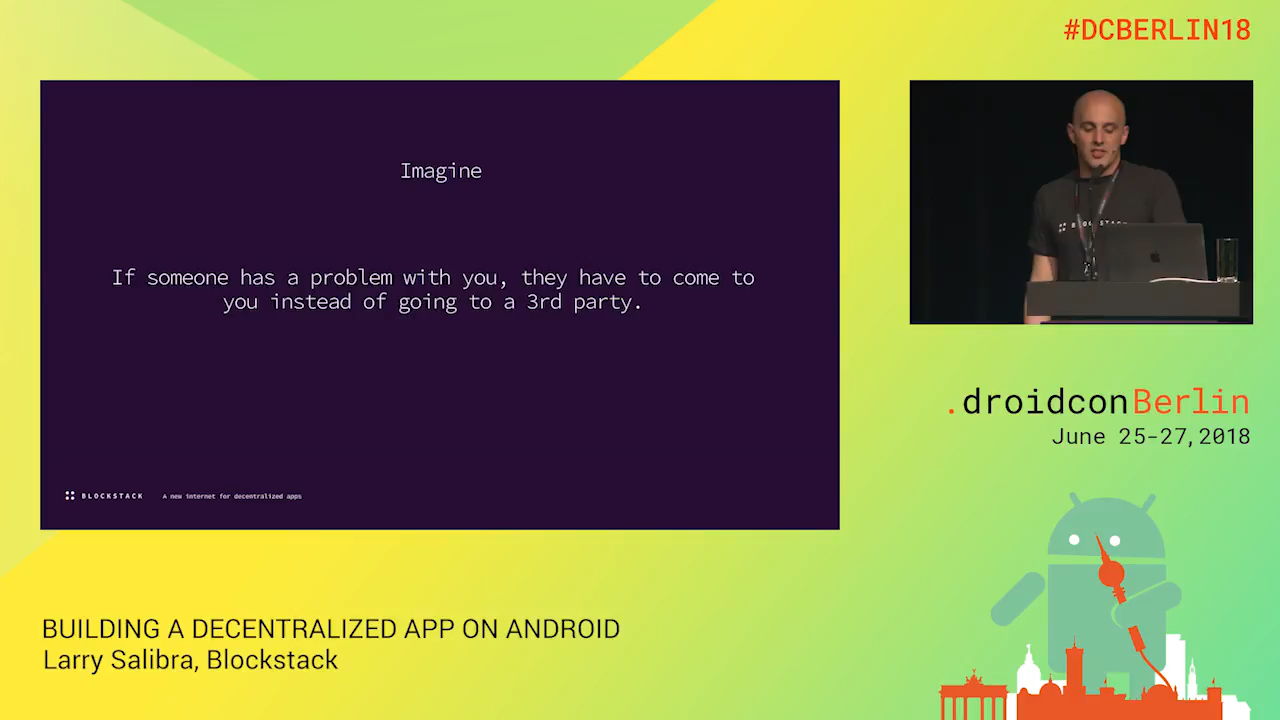 #DCBERLIN18
Imagine
If someone has a problem with you, they have to come to
you instead of going to a 3rd party.
BLOCKSTACK A new internet for decentralized apps
BLOCKSTACK
.droidconBerlin
June 25-27,2018
BUILDING A DECENTRALIZED APP ON ANDROID
Larry Salibra, Blockstack